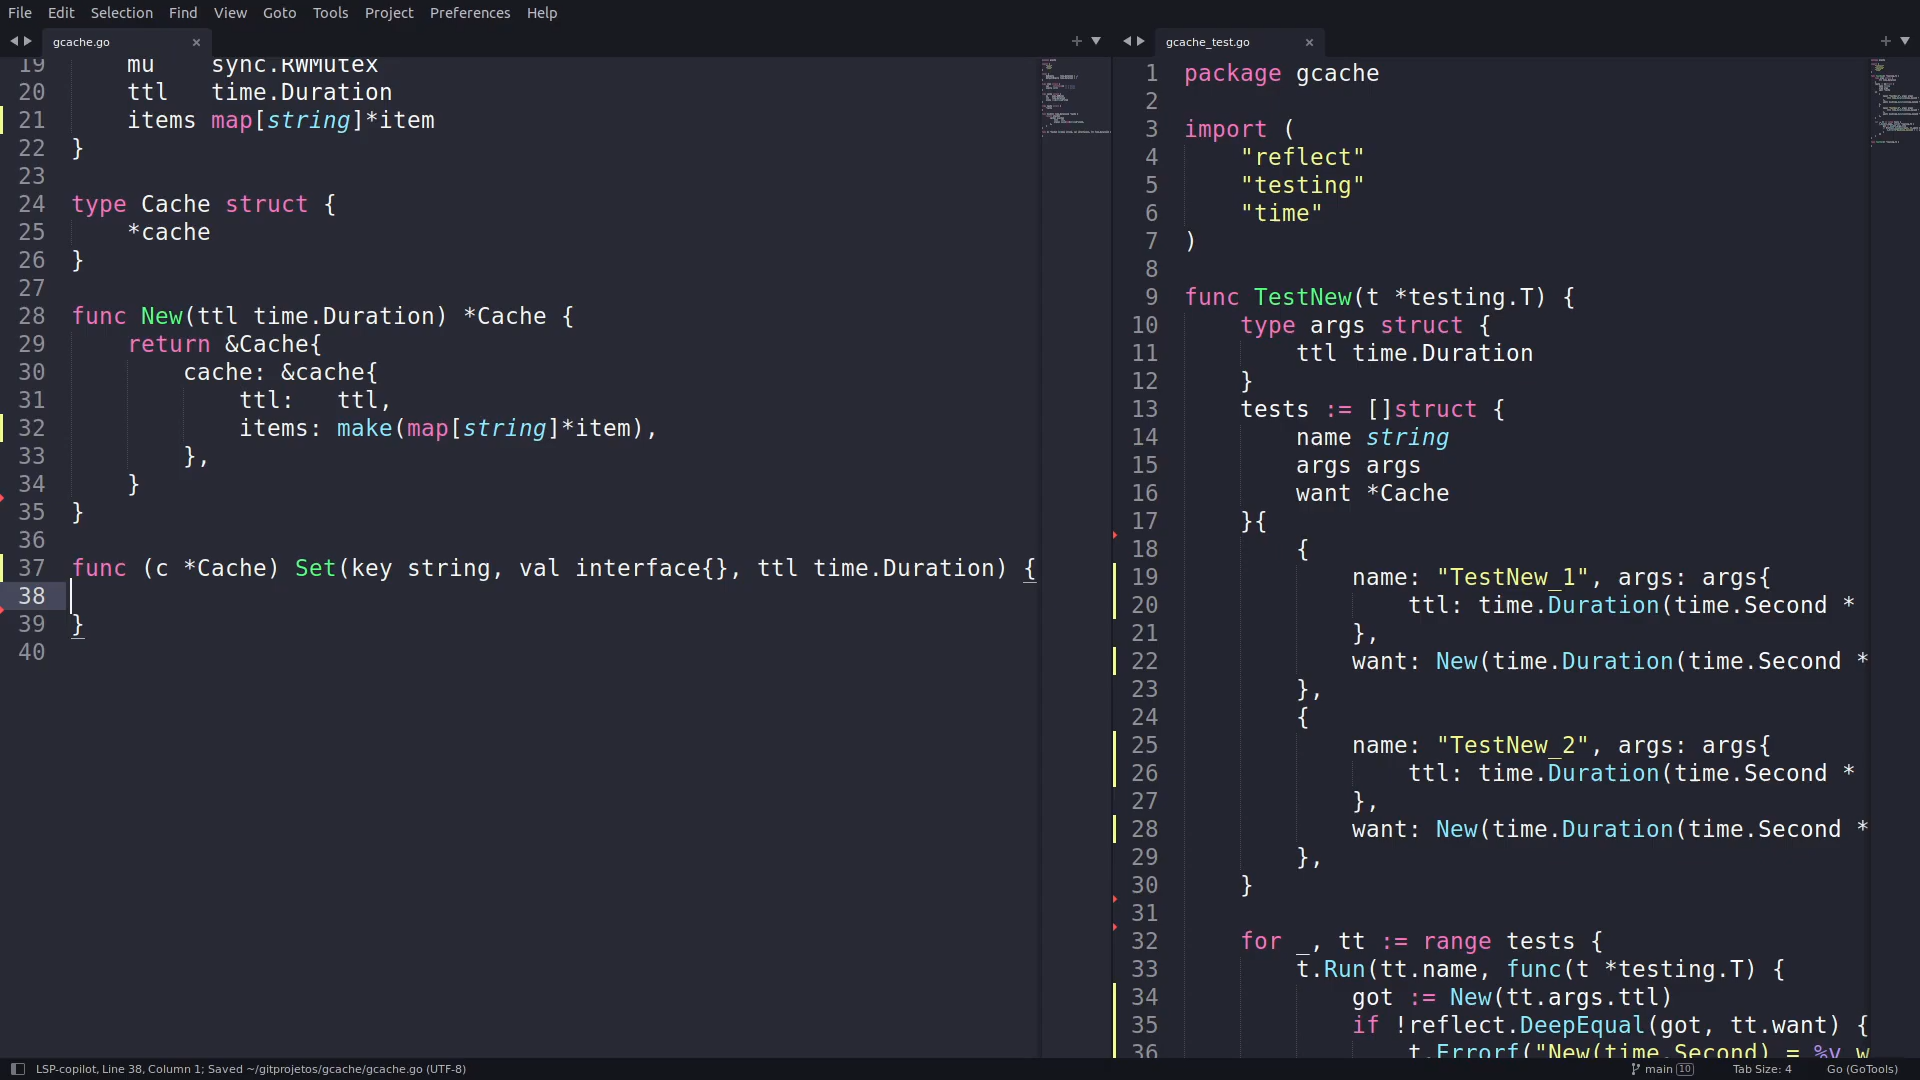 File Edit Selection Find View Goto Tools Project Preferences Help
gcache.go
19 mu sync.RWMutex
20 ttl time.Duration
21 items map[string]*item
22 }
23
24 type Cache struct {
25 *cache
26 }
27
28 func New(ttl time.Duration) *Cache {
29 return &Cache{
30 cache: &cache{
31 ttl: ttl,
32 items: make(map[string]*item),
33 },
34 }
35 }
36
37 func (c *Cache) Set(key string, val interface{}, ttl time.Duration) {
38
39 }
40
gcache_test.go
1 package gcache
2
3 import (
4 "reflect"
5 "testing"
6 "time"
7 )
8
9 func TestNew(t *testing.T) {
10 type args struct {
11 ttl time.Duration
12 }
13 tests := []struct {
14 name string
15 args args
16 want *Cache
17 }{
18 {
19 name: "TestNew_1", args: args{
20 ttl: time.Duration(time.Second *
21 },
22 want: New(time.Duration(time.Second *
23 },
24 {
25 name: "TestNew_2", args: args{
26 ttl: time.Duration(time.Second *
27 },
28 want: New(time.Duration(time.Second *
29 },
30 }
31
32 for _, tt := range tests {
33 t.Run(tt.name, func(t *testing.T) {
34 got := New(tt.args.ttl)
35 if !reflect.DeepEqual(got, tt.want) {
36 t.Errorf("New(time.Second) = %v w
LSP-copilot, Line 38, Column 1; Saved ~/gitprojetos/gcache/gcache.go (UTF-8)
main 10 Tab Size: 4 Go (GoTools)